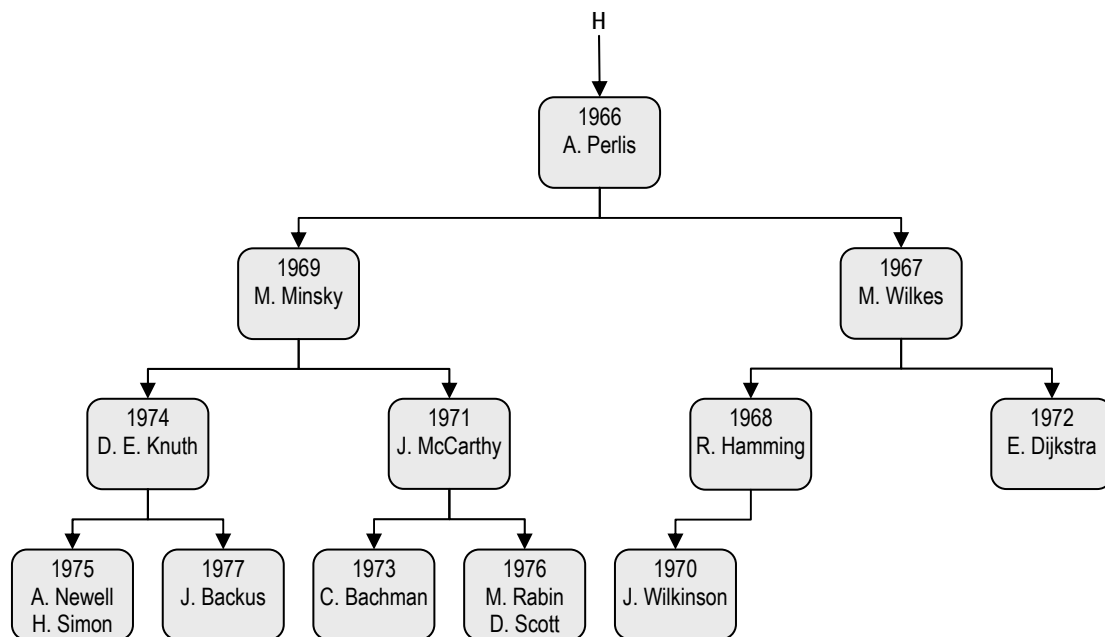 H
1966
A. Perlis
1969
M. Minsky
1967
M. Wilkes
1974
D. E. Knuth
1971
J. McCarthy
1968
R. Hamming
1972
E. Dijkstra
1975
A. Newell
H. Simon
1977
J. Backus
1973
C. Bachman
1976
M. Rabin
D. Scott
1970
J. Wilkinson